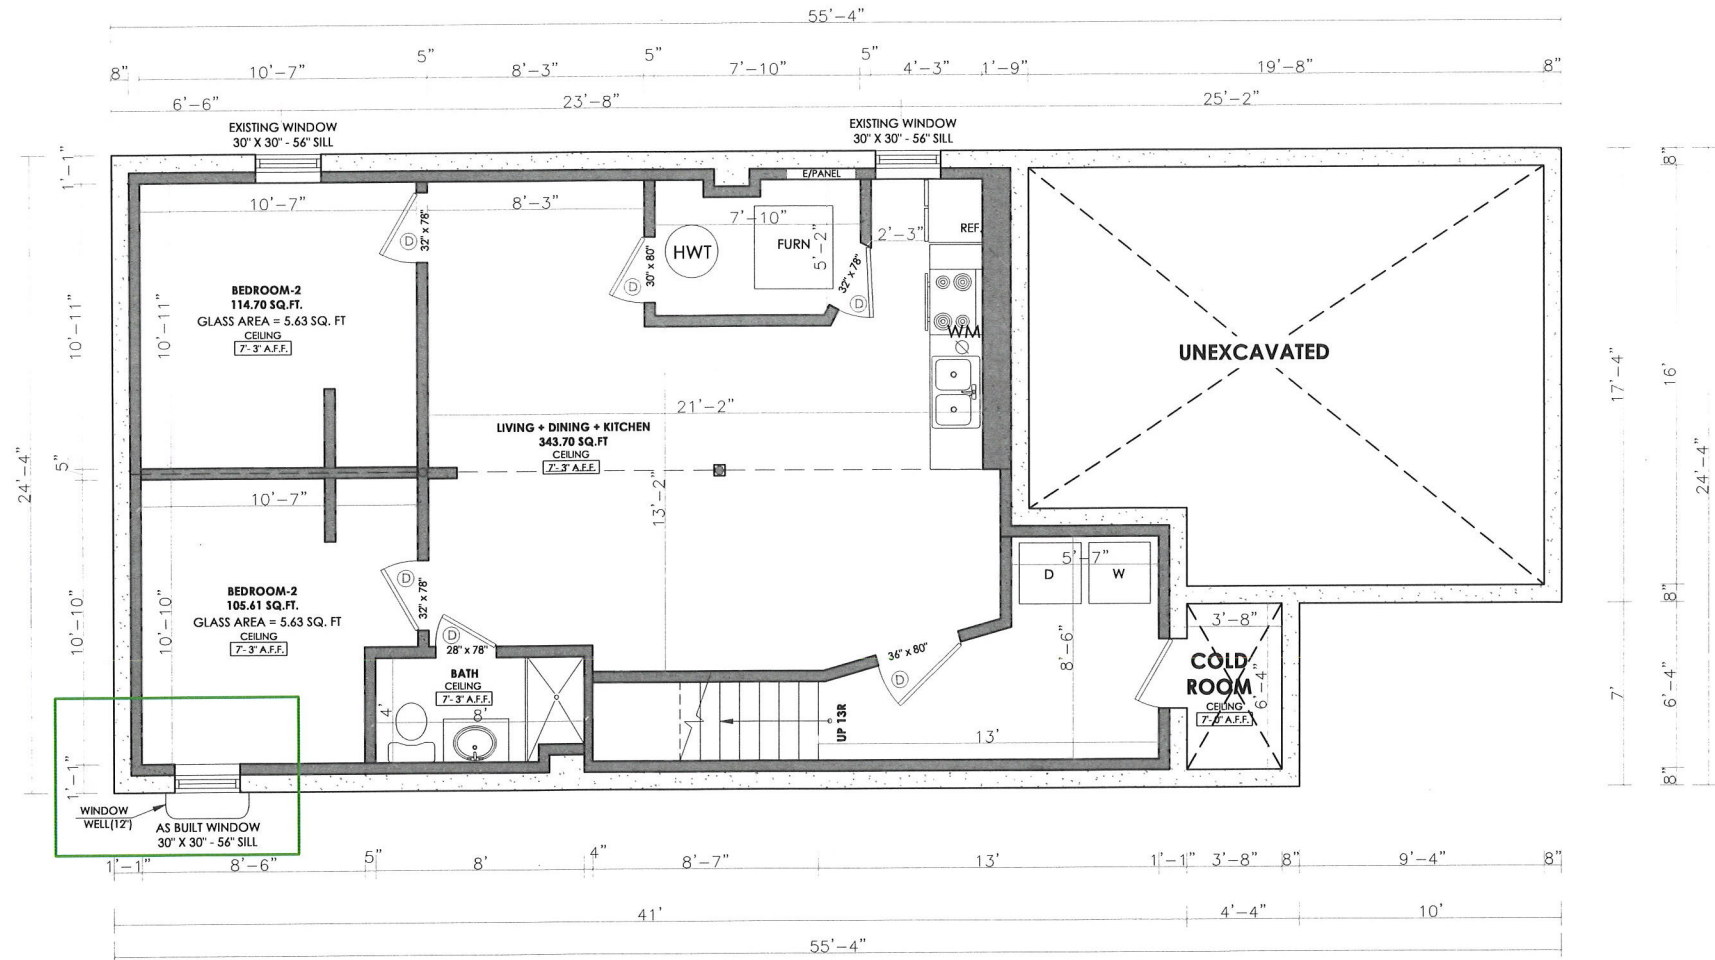 55'-4"
5" 5" 5"
8" 10'-7" 8'-3" 7'-10" 4'-3" 1'-9" 19'-8" 8"
6'-6" 23'-8" 25'-2"
EXISTING WINDOW
30" X 30" - 56" SILL
EXISTING WINDOW
30" X 30" - 56" SILL
1'-1"
8"
E/PANEL
10'-7"
8'-3"
7'-10"
2'-3"
REF.
32" x 78"
D
HWT
FURN
5'-2"
30" x 80"
D
32" x 78"
D
BEDROOM-2
114.70 SQ.FT.
GLASS AREA = 5.63 SQ. FT
CEILING
7'- 3" A.F.F.
10'-11"
10'-11"
WM
UNEXCAVATED
17'-4"
16'
21'-2"
LIVING + DINING + KITCHEN
343.70 SQ.FT
CEILING
7'- 3" A.F.F.
5"
24'-4"
24'-4"
10'-7"
13'-2"
5'-7"
D
W
D
32" x 78"
8"
BEDROOM-2
105.61 SQ.FT.
GLASS AREA = 5.63 SQ. FT
CEILING
7'- 3" A.F.F.
10'-10"
10'-10"
D
28" x 78"
BATH
CEILING
7'- 3" A.F.F.
4'
8'
36" x 80"
D
8'-6"
3'-8"
COLD
ROOM
CEILING
7'- 0" A.F.F.
6'-4"
6'-4"
7'
UP 13R
13'
1'-1"
8"
WINDOW
WELL(12")
AS BUILT WINDOW
30" X 30" - 56" SILL
1'-1" 8'-6" 5" 8' 4" 8'-7" 13' 1'-1" 3'-8" 8" 9'-4" 8"
41' 4'-4" 10'
55'-4"